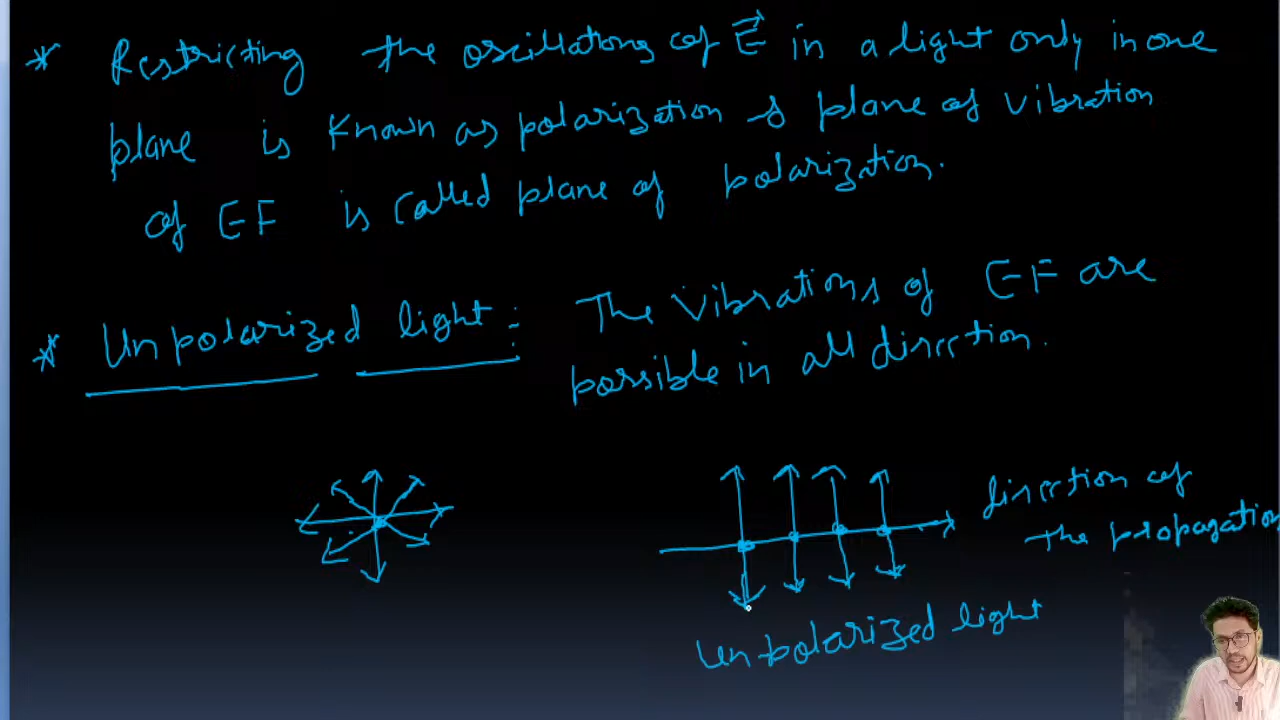 * Restricting the oscillations of E⃗ in a light only in one
plane is known as polarization & plane of vibration
of EF is called plane of polarization.
* Unpolarized light : The vibrations of EF are
possible in all direction.
direction of
the propagation
unpolarized light